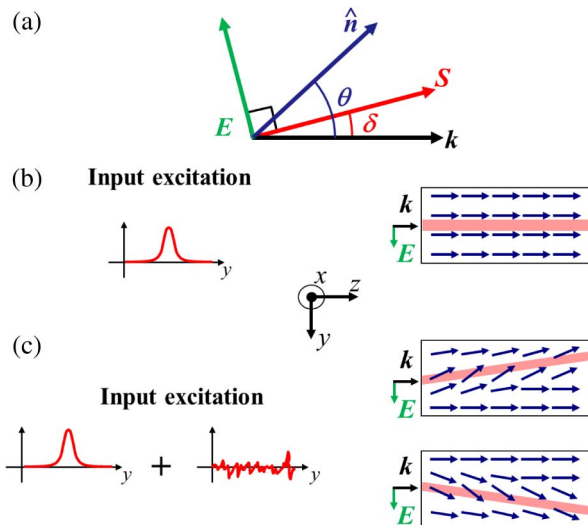 (a)
n̂
S
E
θ
δ
k
(b)
Input excitation
y
k
E
x
z
y
(c)
Input excitation
y
+
y
k
E
k
E